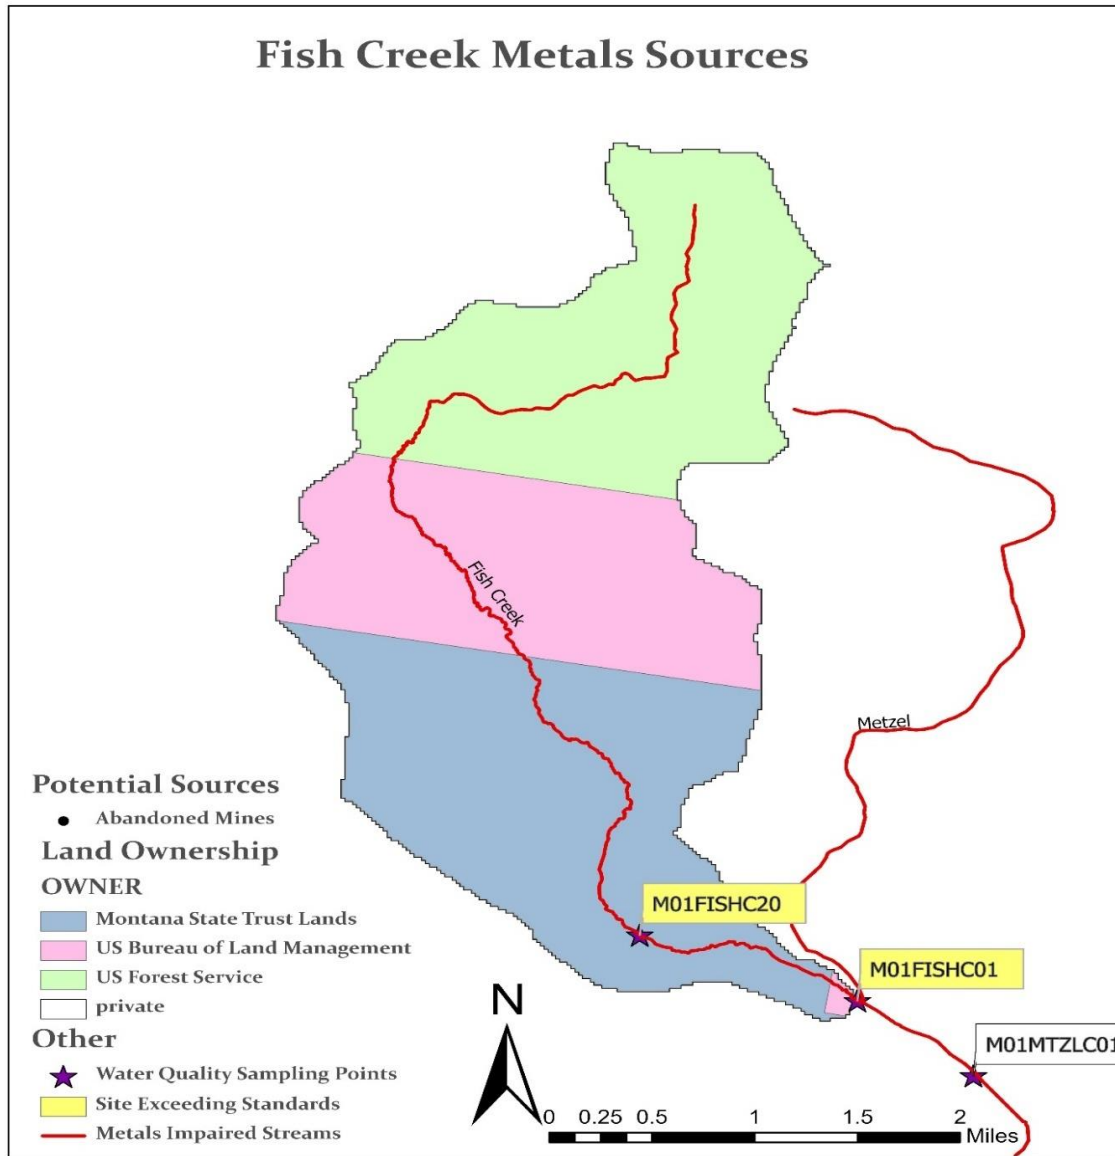 Fish Creek Metals Sources
Fish Creek
Metzel
Potential Sources
Abandoned Mines
Land Ownership
OWNER
Montana State Trust Lands
US Bureau of Land Management
US Forest Service
private
Other
Water Quality Sampling Points
Site Exceeding Standards
Metals Impaired Streams
M01FISHC20
M01FISHC01
M01MTZLC01
N
0 0.25 0.5 1 1.5 2
Miles